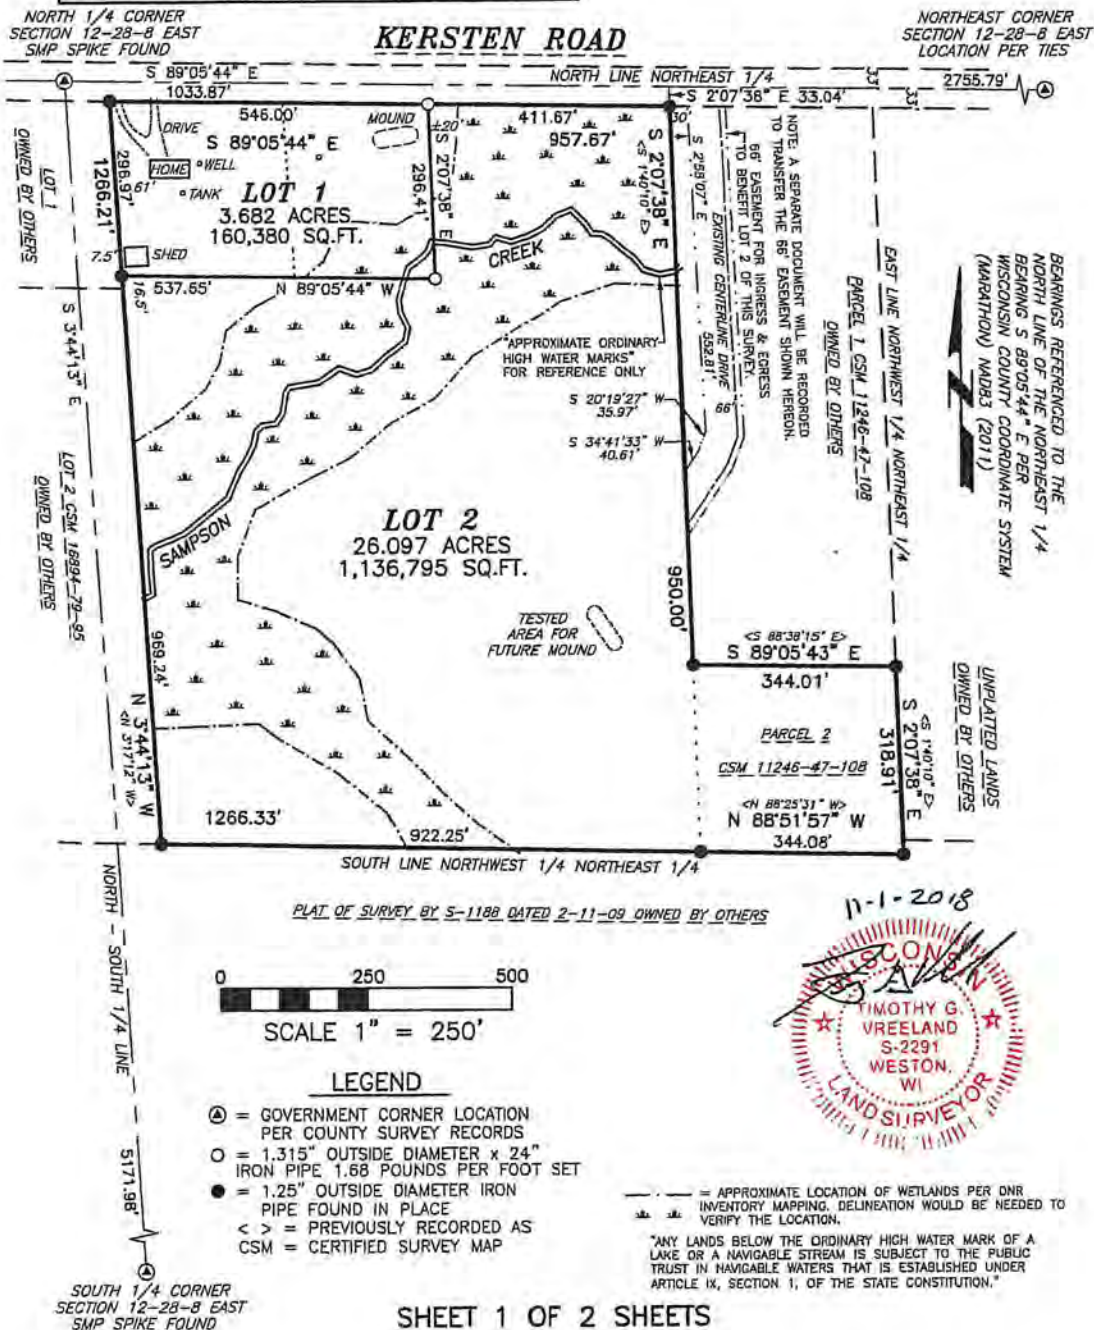 NORTH 1/4 CORNER
SECTION 12-28-8 EAST
SMP SPIKE FOUND
KERSTEN ROAD
NORTHEAST CORNER
SECTION 12-28-8 EAST
LOCATION PER TIES
S 89°05'44" E
1033.87'
NORTH LINE NORTHEAST 1/4
33'
33'
2755.79'
S 2°07'38" E 33.04'
546.00'
S 89°05'44" E
MOUND
±20'
411.67'
957.67'
30'
DRIVE
HOME
WELL
TANK
61'
LOT 1
3.682 ACRES
160,380 SQ.FT.
296.97'
1266.21'
S 2°07'38" E
296.41'
7.5'
SHED
16.5'
537.65'
N 89°05'44" W
CREEK
LOT 1
OWNED BY OTHERS
S 3°44'13" E
LOT 2 CSM 18894-79-95
OWNED BY OTHERS
S 2°07'38" E
<S 1°40'10" E>
S 2°58'07" E
552.81'
EXISTING CENTERLINE DRIVE
66'
66' EASEMENT FOR INGRESS & EGRESS
TO BENEFIT LOT 2 OF THIS SURVEY.
NOTE: A SEPARATE DOCUMENT WILL BE RECORDED
TO TRANSFER THE 66' EASEMENT SHOWN HEREON.
PARCEL 1 CSM 11246-47-108
OWNED BY OTHERS
EAST LINE NORTHWEST 1/4 NORTHEAST 1/4
BEARINGS REFERENCED TO THE
NORTH LINE OF THE NORTHEAST 1/4
BEARING S 89°05'44" E PER
WISCONSIN COUNTY COORDINATE SYSTEM
(MARATHON) NAD83 (2011)
"APPROXIMATE ORDINARY
HIGH WATER MARKS"
FOR REFERENCE ONLY
S 20°19'27" W
35.97'
S 34°41'33" W
40.61'
SAMPSON
LOT 2
26.097 ACRES
1,136,795 SQ.FT.
950.00'
TESTED
AREA FOR
FUTURE MOUND
<S 88°38'15" E>
S 89°05'43" E
344.01'
PARCEL 2
CSM 11246-47-108
<N 88°25'31" W>
N 88°51'57" W
344.08'
<S 1°40'10" E>
S 2°07'38" E
318.91'
UNPLATTED LANDS
OWNED BY OTHERS
969.24'
N 3°44'13" W
<N 3°17'12" W>
1266.33'
922.25'
SOUTH LINE NORTHWEST 1/4 NORTHEAST 1/4
PLAT OF SURVEY BY S-1188 DATED 2-11-09 OWNED BY OTHERS
NORTH - SOUTH 1/4 LINE
5171.98'
SOUTH 1/4 CORNER
SECTION 12-28-8 EAST
SMP SPIKE FOUND
0 250 500
SCALE 1" = 250'
LEGEND
= GOVERNMENT CORNER LOCATION
PER COUNTY SURVEY RECORDS
= 1.315" OUTSIDE DIAMETER x 24"
IRON PIPE 1.68 POUNDS PER FOOT SET
= 1.25" OUTSIDE DIAMETER IRON
PIPE FOUND IN PLACE
< > = PREVIOUSLY RECORDED AS
CSM = CERTIFIED SURVEY MAP
11-1-2018
WISCONSIN
TIMOTHY G.
VREELAND
S-2291
WESTON,
WI
LAND SURVEYOR
= APPROXIMATE LOCATION OF WETLANDS PER DNR
INVENTORY MAPPING. DELINEATION WOULD BE NEEDED TO
VERIFY THE LOCATION.
"ANY LANDS BELOW THE ORDINARY HIGH WATER MARK OF A
LAKE OR A NAVIGABLE STREAM IS SUBJECT TO THE PUBLIC
TRUST IN NAVIGABLE WATERS THAT IS ESTABLISHED UNDER
ARTICLE IX, SECTION 1, OF THE STATE CONSTITUTION."
SHEET 1 OF 2 SHEETS